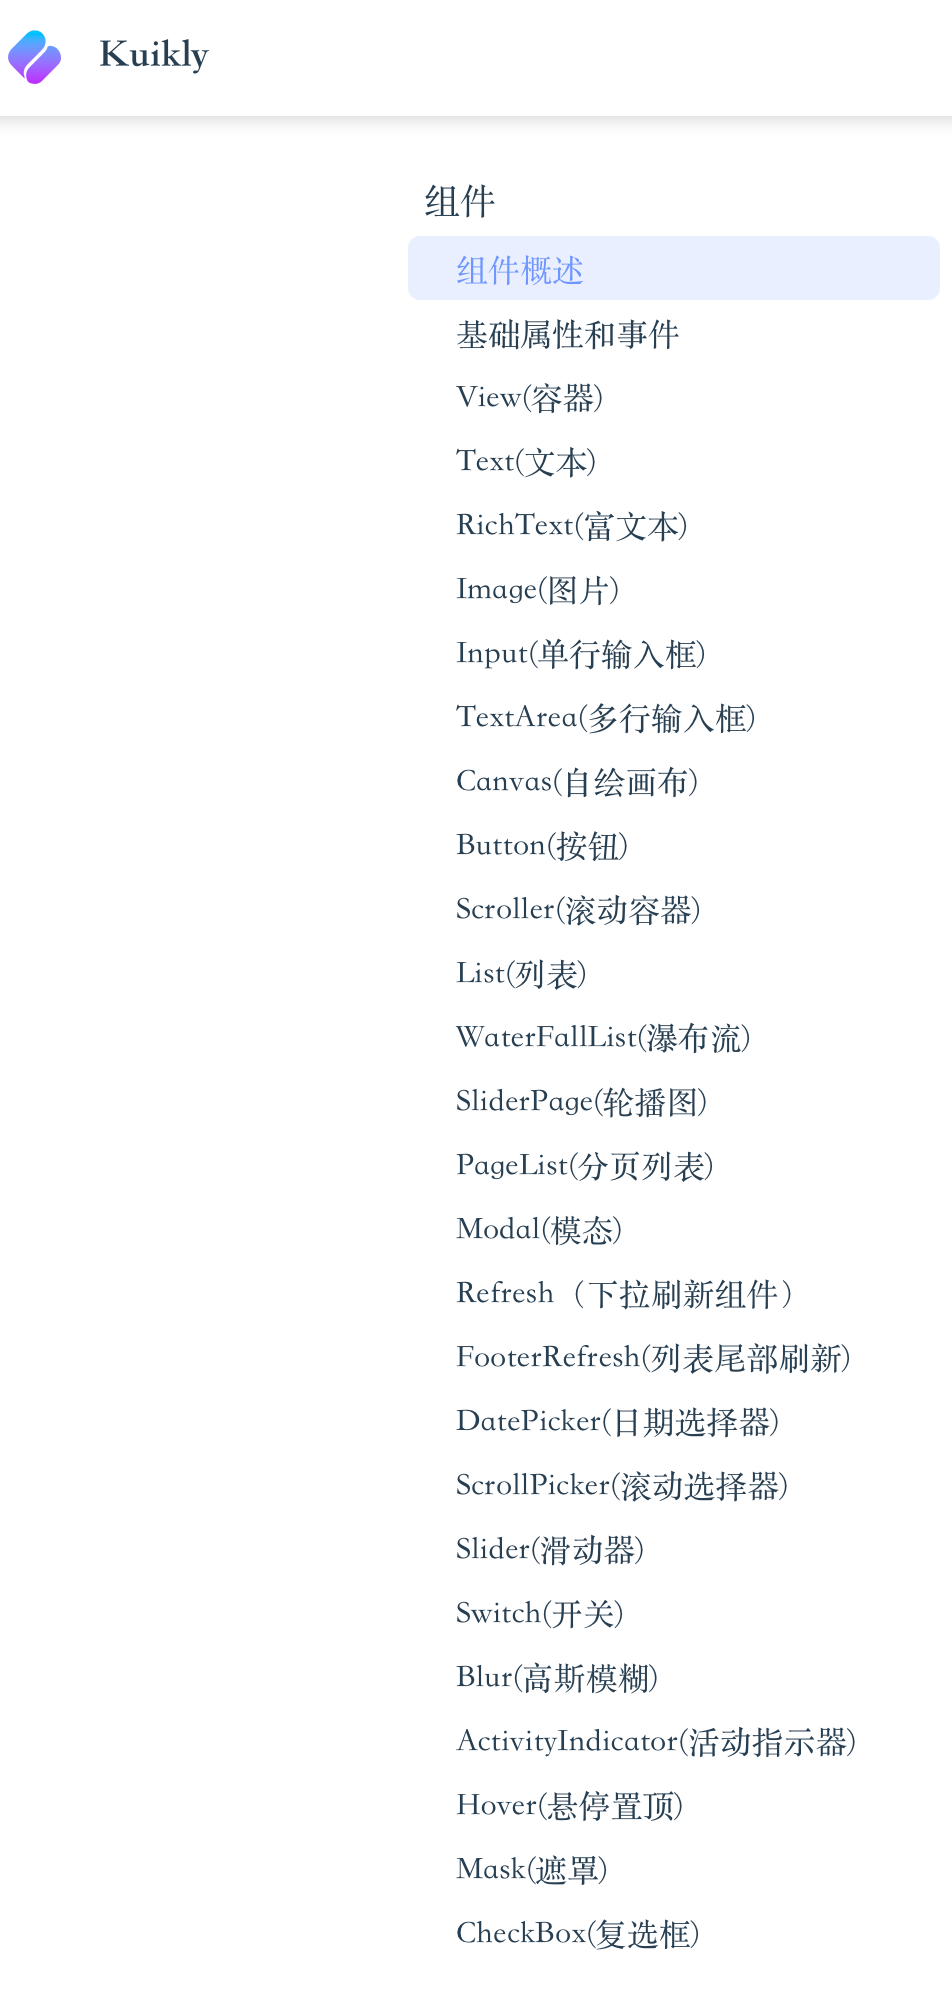 Kuikly
组件
组件概述
基础属性和事件
View(容器)
Text(文本)
RichText(富文本)
Image(图片)
Input(单行输入框)
TextArea(多行输入框)
Canvas(自绘画布)
Button(按钮)
Scroller(滚动容器)
List(列表)
WaterFallList(瀑布流)
SliderPage(轮播图)
PageList(分页列表)
Modal(模态)
Refresh（下拉刷新组件）
FooterRefresh(列表尾部刷新)
DatePicker(日期选择器)
ScrollPicker(滚动选择器)
Slider(滑动器)
Switch(开关)
Blur(高斯模糊)
ActivityIndicator(活动指示器)
Hover(悬停置顶)
Mask(遮罩)
CheckBox(复选框)